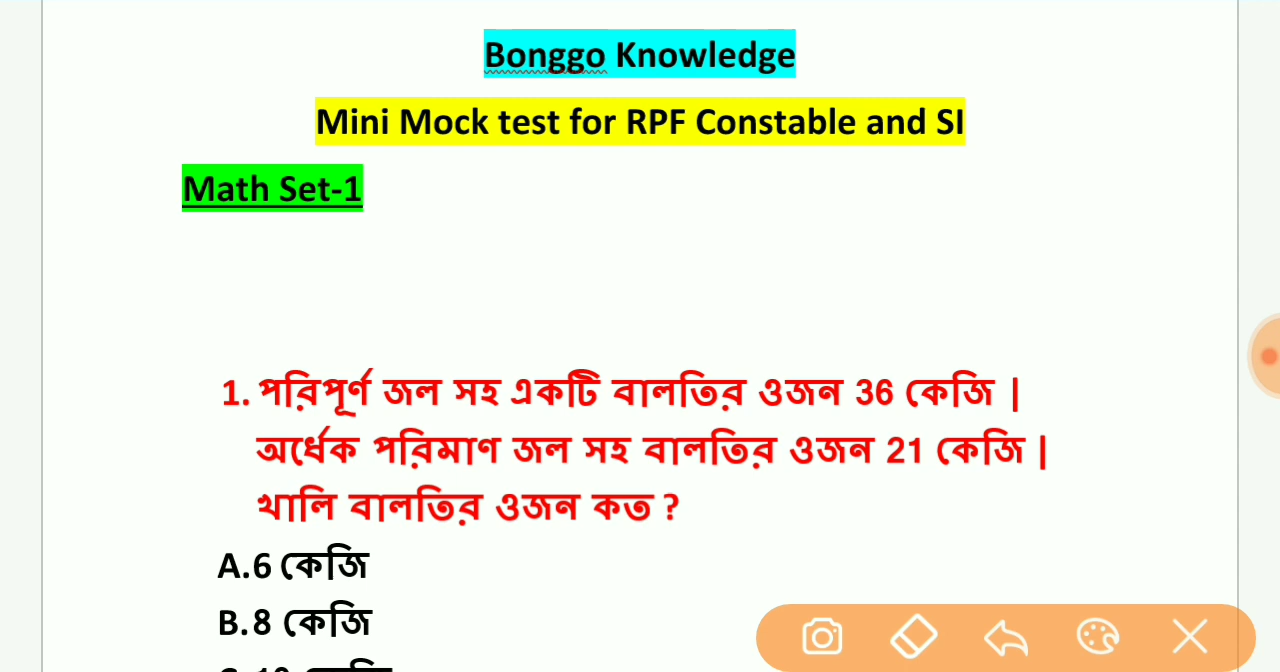 Bonggo Knowledge
Mini Mock test for RPF Constable and SI
Math Set-1
1. পরিপূর্ণ জল সহ একটি বালতির ওজন 36 কেজি |
অর্ধেক পরিমাণ জল সহ বালতির ওজন 21 কেজি |
খালি বালতির ওজন কত ?
A.6 কেজি
B.8 কেজি